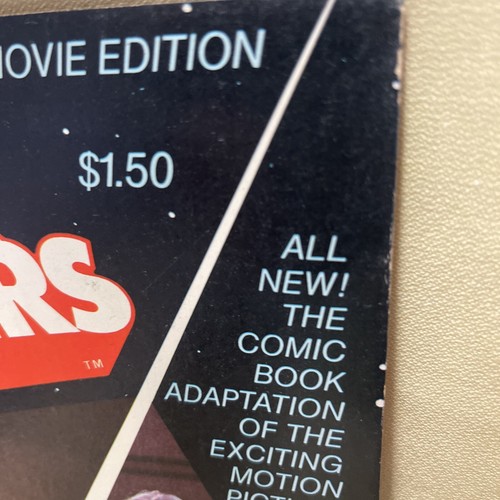 MOVIE EDITION
$1.50
RS
TM
ALL
NEW!
THE
COMIC
BOOK
ADAPTATION
OF THE
EXCITING
MOTION